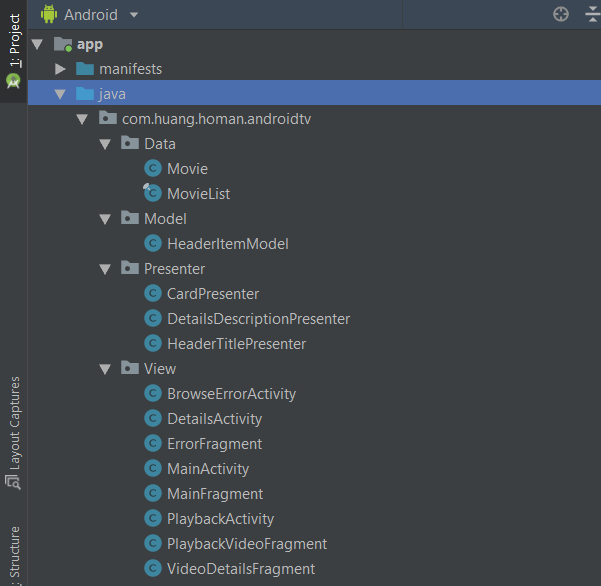 Android
1: Project
app
manifests
java
com.huang.homan.androidtv
Data
Movie
MovieList
Model
HeaderItemModel
Presenter
CardPresenter
DetailsDescriptionPresenter
HeaderTitlePresenter
View
BrowseErrorActivity
DetailsActivity
ErrorFragment
MainActivity
MainFragment
PlaybackActivity
PlaybackVideoFragment
VideoDetailsFragment
Layout Captures
: Structure